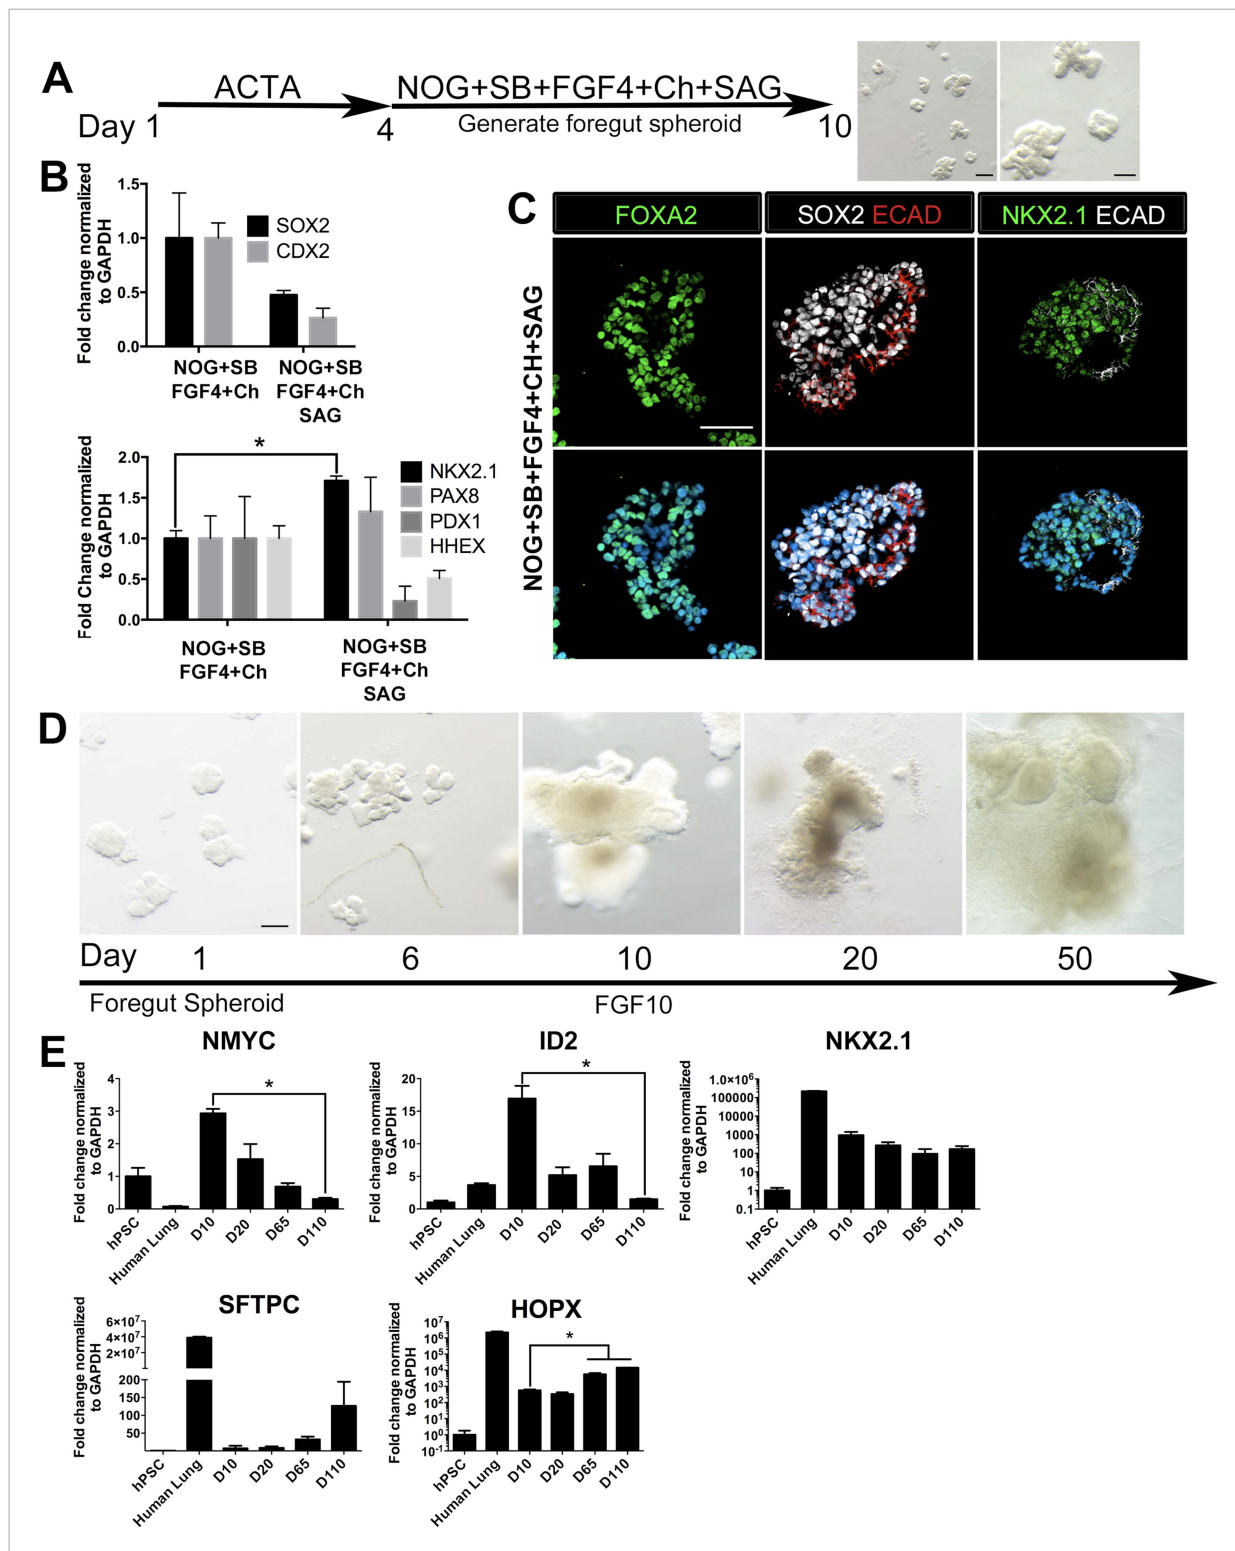 A
ACTA
NOG+SB+FGF4+Ch+SAG
Generate foregut spheroid
Day 1
4
10
B
Fold change normalized
to GAPDH
1.5
1.0
0.5
0.0
SOX2
CDX2
NOG+SB
FGF4+Ch
NOG+SB
FGF4+Ch
SAG
Fold Change normalized
to GAPDH
2.0
1.5
1.0
0.5
0.0
*
NKX2.1
PAX8
PDX1
HHEX
NOG+SB
FGF4+Ch
NOG+SB
FGF4+Ch
SAG
C
FOXA2
SOX2 ECAD
NKX2.1 ECAD
NOG+SB+FGF4+CH+SAG
D
Day
1
6
10
20
50
Foregut Spheroid
FGF10
E
NMYC
Fold change normalized
to GAPDH
4
3
2
1
0
*
hPSC
Human Lung
D10
D20
D65
D110
ID2
Fold change normalized
to GAPDH
20
15
10
5
0
*
hPSC
Human Lung
D10
D20
D65
D110
NKX2.1
Fold change normalized
to GAPDH
1.0×10⁶
100000
10000
1000
100
10
1
0.1
hPSC
Human Lung
D10
D20
D65
D110
SFTPC
Fold change normalized
to GAPDH
6×10⁷
4×10⁷
2×10⁷
200
150
100
50
hPSC
Human Lung
D10
D20
D65
D110
HOPX
Fold change normalized
to GAPDH
10⁷
10⁶
10⁵
10⁴
10³
10²
10¹
10⁰
10⁻¹
*
hPSC
Human Lung
D10
D20
D65
D110